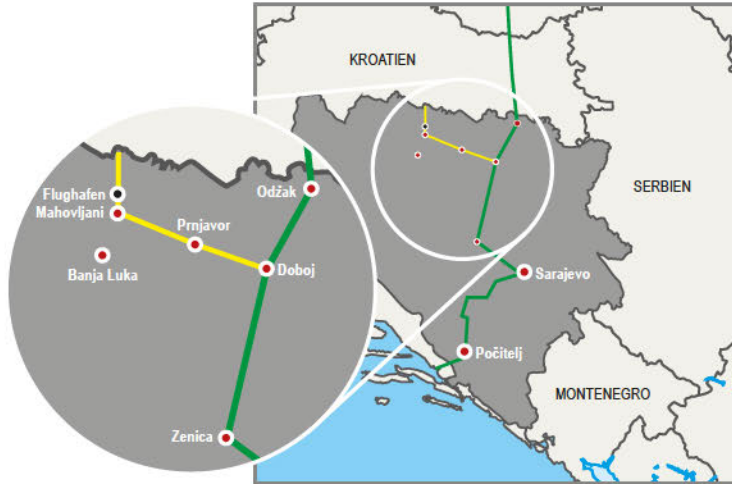 KROATIEN
SERBIEN
Flughafen
Mahovljani
Odžak
Prnjavor
Banja Luka
Doboj
Sarajevo
Počitelj
MONTENEGRO
Zenica